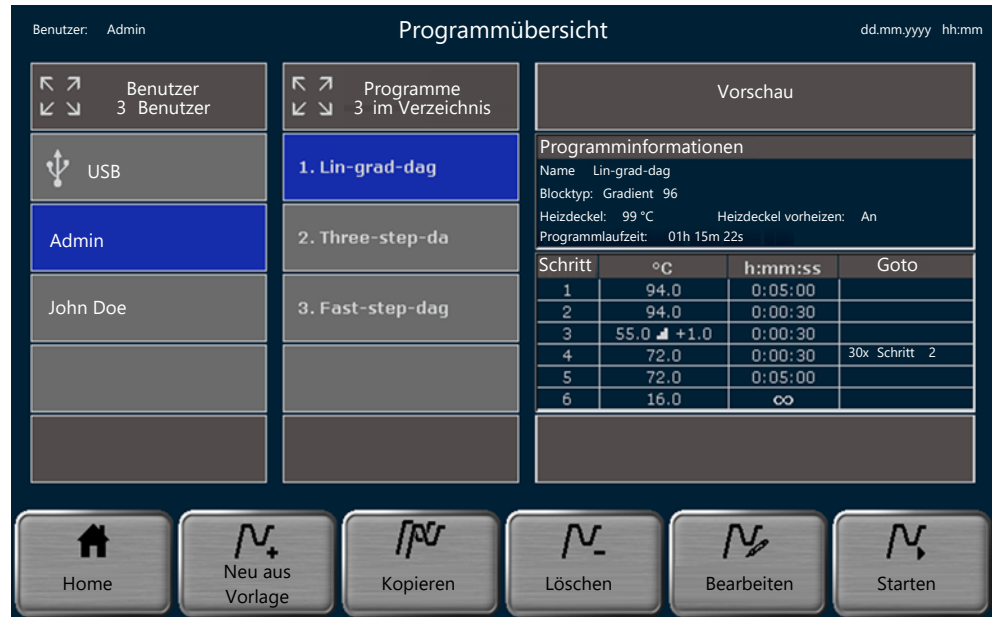 Benutzer: Admin
Programmübersicht
dd.mm.yyyy hh:mm
Benutzer
3 Benutzer
USB
Admin
John Doe
Programme
3 im Verzeichnis
1. Lin-grad-dag
2. Three-step-da
3. Fast-step-dag
Vorschau
Programminformationen
Name Lin-grad-dag
Blocktyp: Gradient 96
Heizdeckel: 99 °C Heizdeckel vorheizen: An
Programmlaufzeit: 01h 15m 22s
Schritt °C h:mm:ss Goto
1 94.0 0:05:00
2 94.0 0:00:30
3 55.0 +1.0 0:00:30
4 72.0 0:00:30 30x Schritt 2
5 72.0 0:05:00
6 16.0 ∞
Home
Neu aus
Vorlage
Kopieren
Löschen
Bearbeiten
Starten